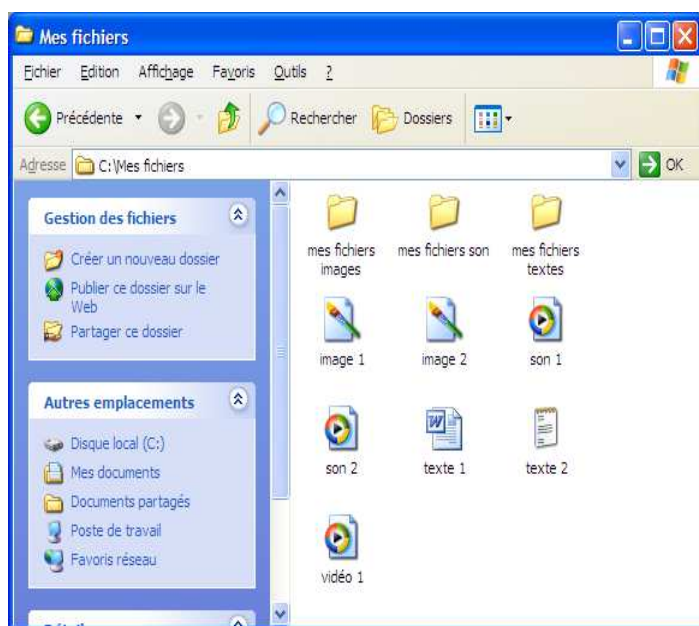 Mes fichiers
Fichier Edition Affichage Favoris Outils ?
Précédente Rechercher Dossiers
Adresse C:\Mes fichiers OK
Gestion des fichiers
Créer un nouveau dossier
Publier ce dossier sur le
Web
Partager ce dossier
Autres emplacements
Disque local (C:)
Mes documents
Documents partagés
Poste de travail
Favoris réseau
mes fichiers
images
mes fichiers son
mes fichiers
textes
image 1
image 2
son 1
son 2
texte 1
texte 2
vidéo 1